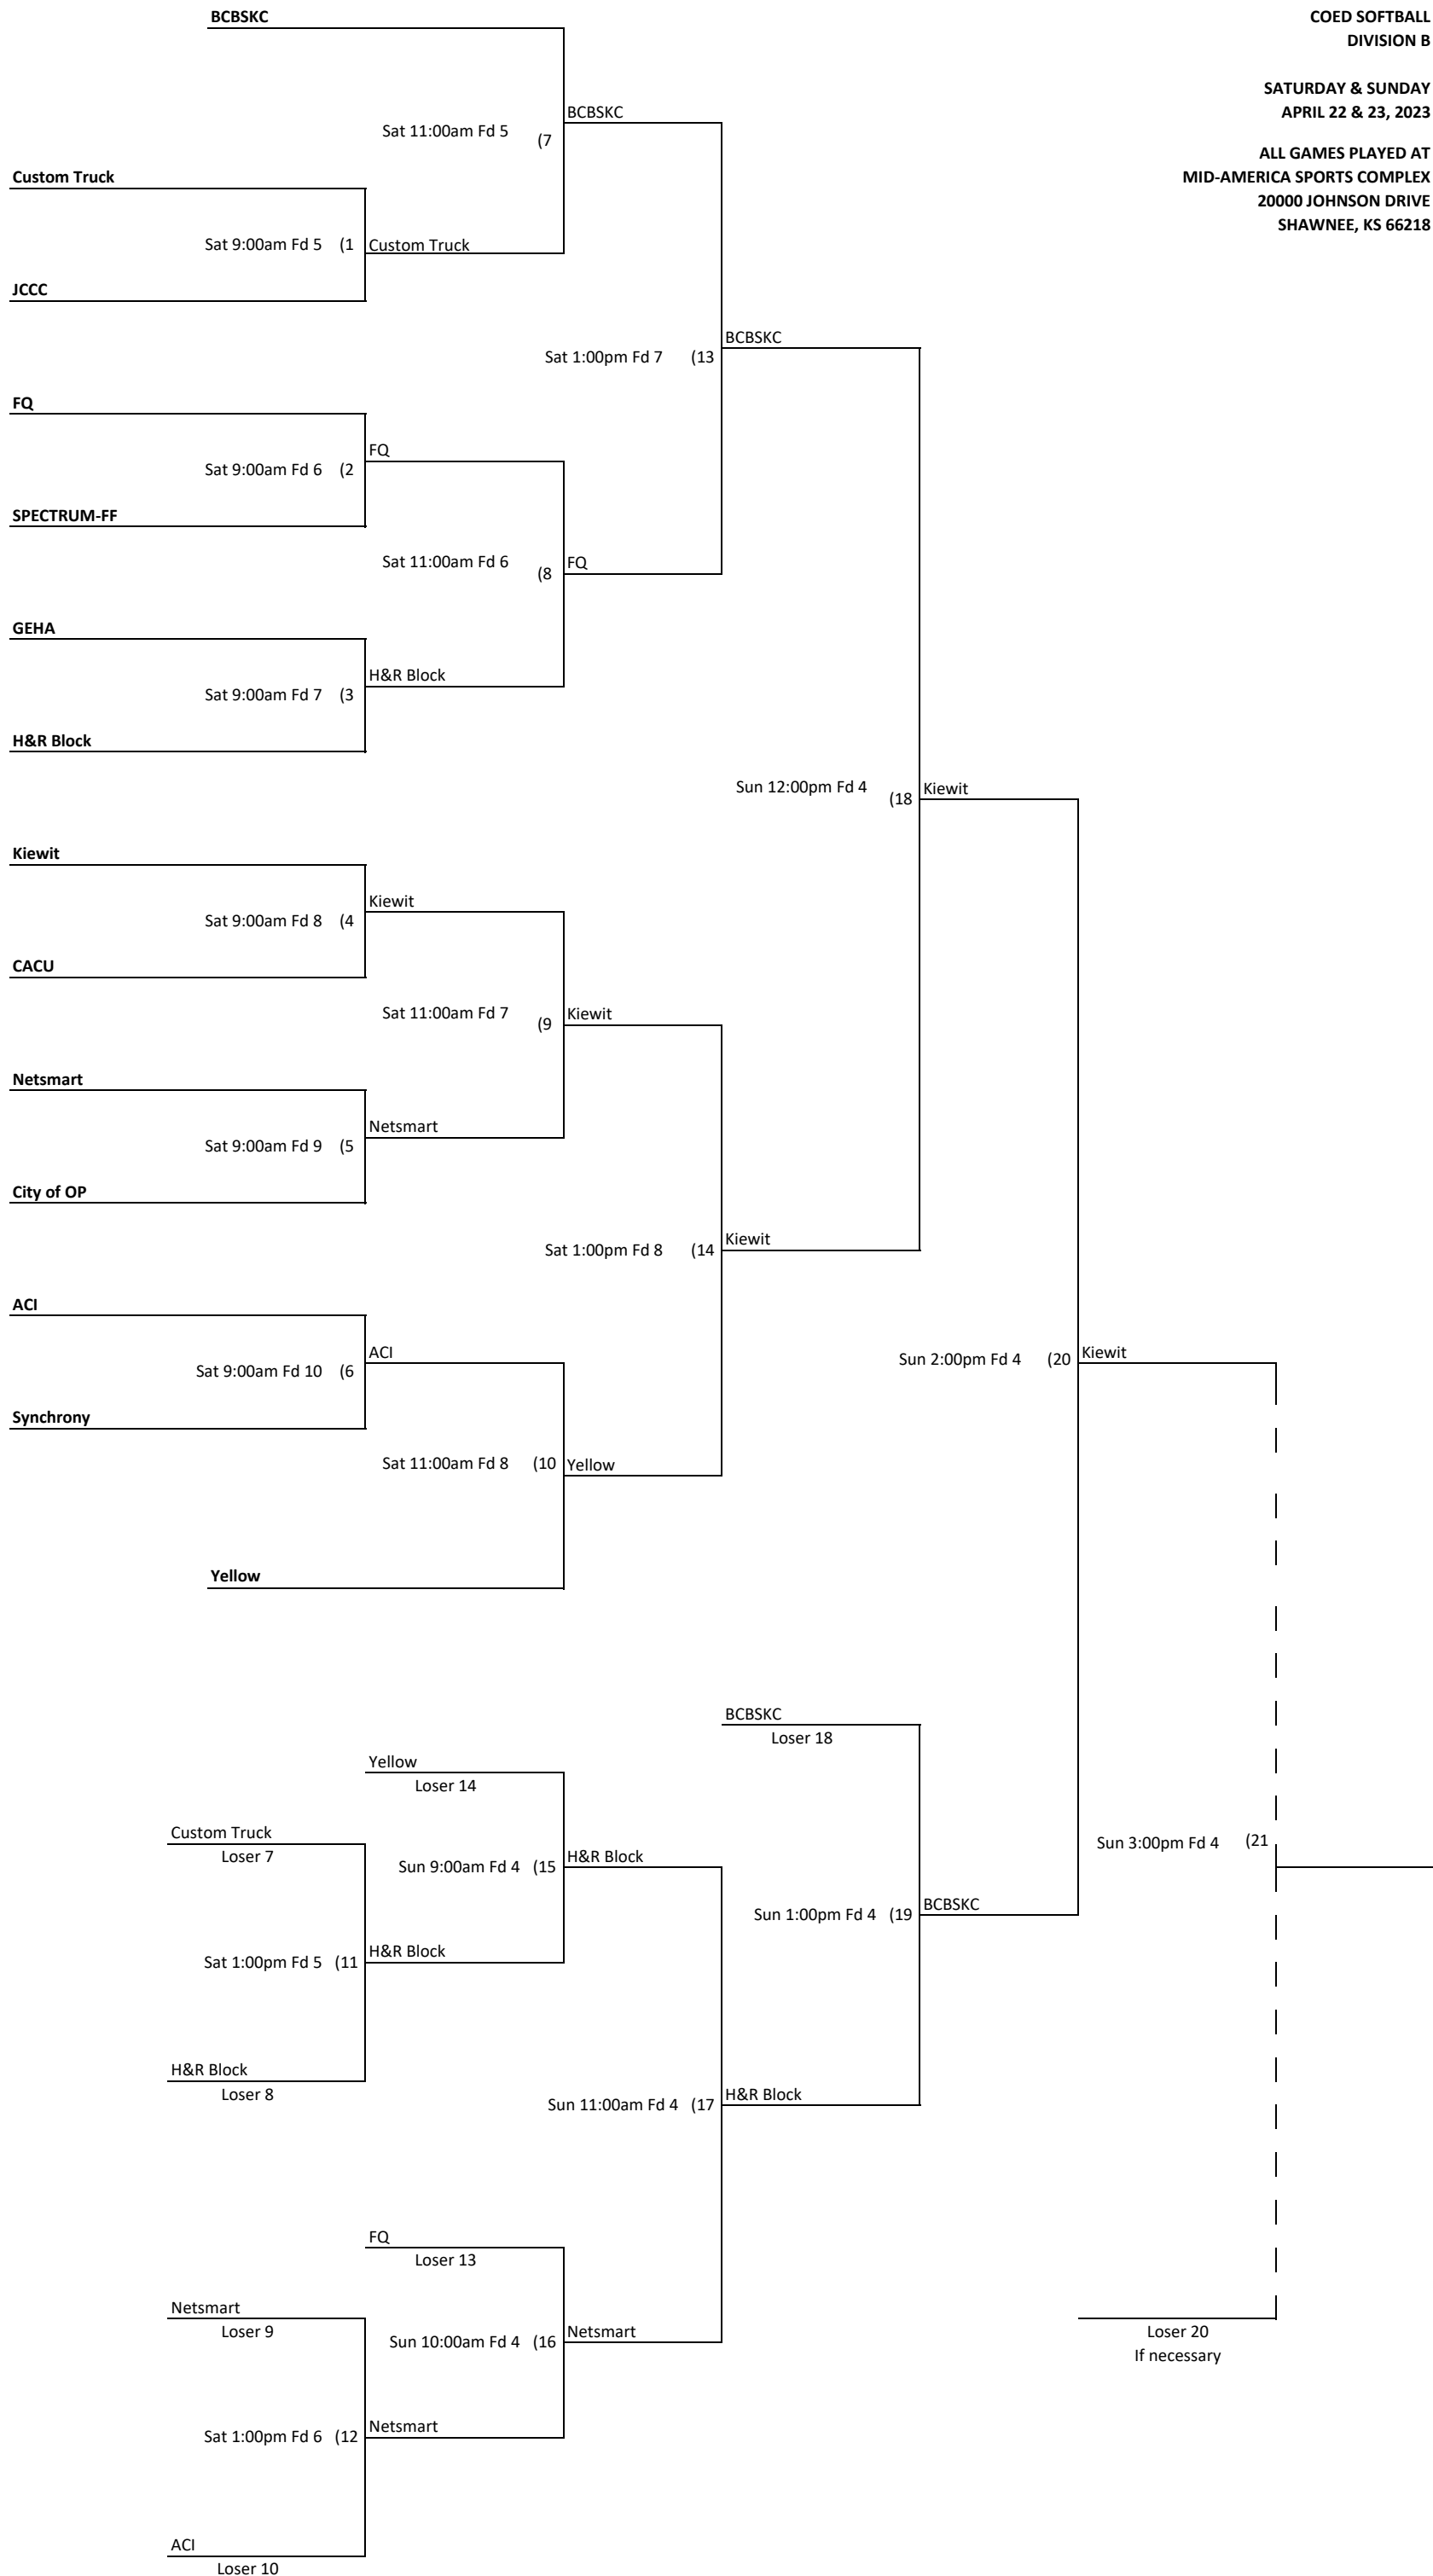 BCBSKC
COED SOFTBALL
DIVISION B
SATURDAY & SUNDAY
APRIL 22 & 23, 2023
ALL GAMES PLAYED AT
MID-AMERICA SPORTS COMPLEX
20000 JOHNSON DRIVE
SHAWNEE, KS 66218
BCBSKC
Sat 11:00am Fd 5 (7
Custom Truck
Sat 9:00am Fd 5 (1 Custom Truck
JCCC
BCBSKC
Sat 1:00pm Fd 7 (13
FQ
FQ
Sat 9:00am Fd 6 (2
SPECTRUM-FF
Sat 11:00am Fd 6 (8 FQ
GEHA
H&R Block
Sat 9:00am Fd 7 (3
H&R Block
Sun 12:00pm Fd 4 (18 Kiewit
Kiewit
Kiewit
Sat 9:00am Fd 8 (4
CACU
Sat 11:00am Fd 7 (9 Kiewit
Netsmart
Netsmart
Sat 9:00am Fd 9 (5
City of OP
Kiewit
Sat 1:00pm Fd 8 (14
ACI
ACI
Sat 9:00am Fd 10 (6
Sun 2:00pm Fd 4 (20 Kiewit
Synchrony
Sat 11:00am Fd 8 (10 Yellow
Yellow
BCBSKC
Loser 18
Yellow
Loser 14
Custom Truck
Loser 7
Sun 9:00am Fd 4 (15 H&R Block
Sun 3:00pm Fd 4 (21
Sun 1:00pm Fd 4 (19 BCBSKC
Sat 1:00pm Fd 5 (11 H&R Block
H&R Block
Loser 8
Sun 11:00am Fd 4 (17 H&R Block
FQ
Loser 13
Netsmart
Loser 9
Sun 10:00am Fd 4 (16 Netsmart
Loser 20
If necessary
Sat 1:00pm Fd 6 (12 Netsmart
ACI
Loser 10